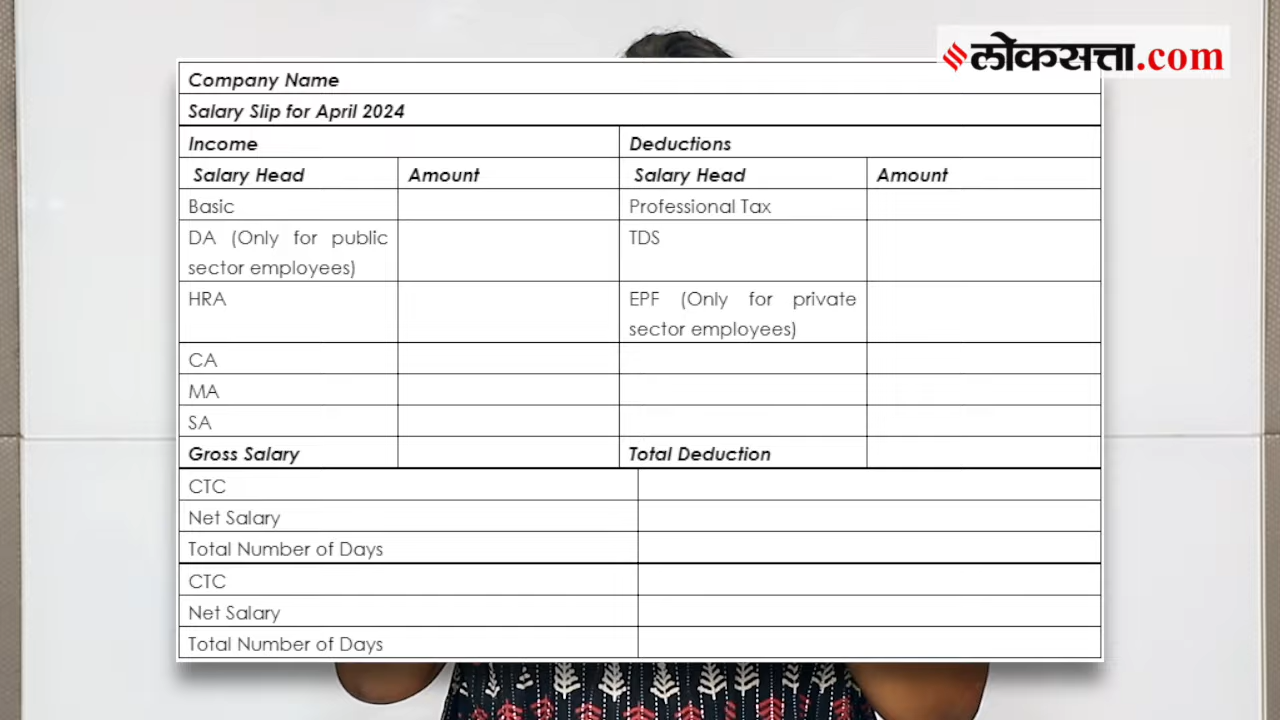 लोकसत्ता.com
Company Name
Salary Slip for April 2024
Income Deductions
Salary Head Amount Salary Head Amount
Basic Professional Tax
DA (Only for public TDS
sector employees)
HRA EPF (Only for private
sector employees)
CA
MA
SA
Gross Salary Total Deduction
CTC
Net Salary
Total Number of Days
CTC
Net Salary
Total Number of Days